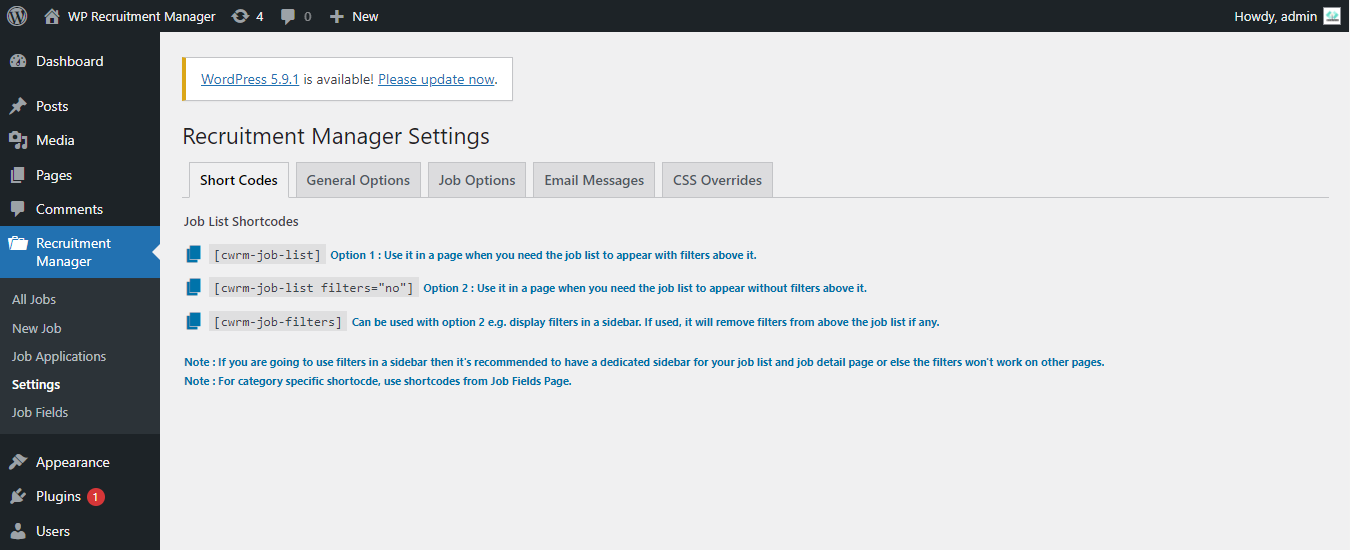 WP Recruitment Manager 4 0 New Howdy, admin
Dashboard
Posts
Media
Pages
Comments
Recruitment
Manager
All Jobs
New Job
Job Applications
Settings
Job Fields
Appearance
Plugins 1
Users
WordPress 5.9.1 is available! Please update now.
Recruitment Manager Settings
Short Codes General Options Job Options Email Messages CSS Overrides
Job List Shortcodes
[cwrm-job-list] Option 1 : Use it in a page when you need the job list to appear with filters above it.
[cwrm-job-list filters="no"] Option 2 : Use it in a page when you need the job list to appear without filters above it.
[cwrm-job-filters] Can be used with option 2 e.g. display filters in a sidebar. If used, it will remove filters from above the job list if any.
Note : If you are going to use filters in a sidebar then it's recommended to have a dedicated sidebar for your job list and job detail page or else the filters won't work on other pages.
Note : For category specific shortocde, use shortcodes from Job Fields Page.